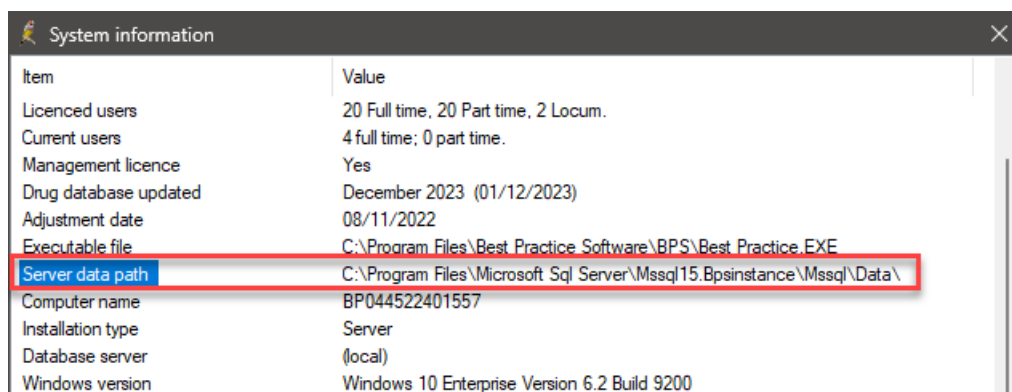 System information
Item Value
Licenced users 20 Full time, 20 Part time, 2 Locum.
Current users 4 full time; 0 part time.
Management licence Yes
Drug database updated December 2023 (01/12/2023)
Adjustment date 08/11/2022
Executable file C:\Program Files\Best Practice Software\BPS\Best Practice.EXE
Server data path C:\Program Files\Microsoft Sql Server\Mssql15.Bpsinstance\Mssql\Data\
Computer name BP044522401557
Installation type Server
Database server (local)
Windows version Windows 10 Enterprise Version 6.2 Build 9200